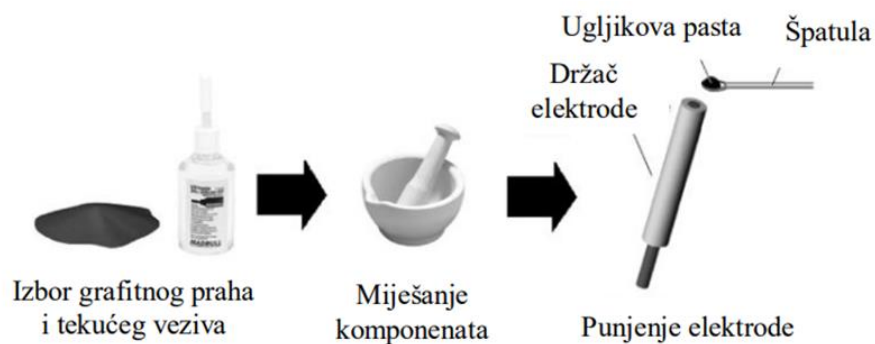 Ugljikova pasta
Špatula
Držač
elektrode
Izbor grafitnog praha
i tekućeg veziva
Miješanje
komponenata
Punjenje elektrode